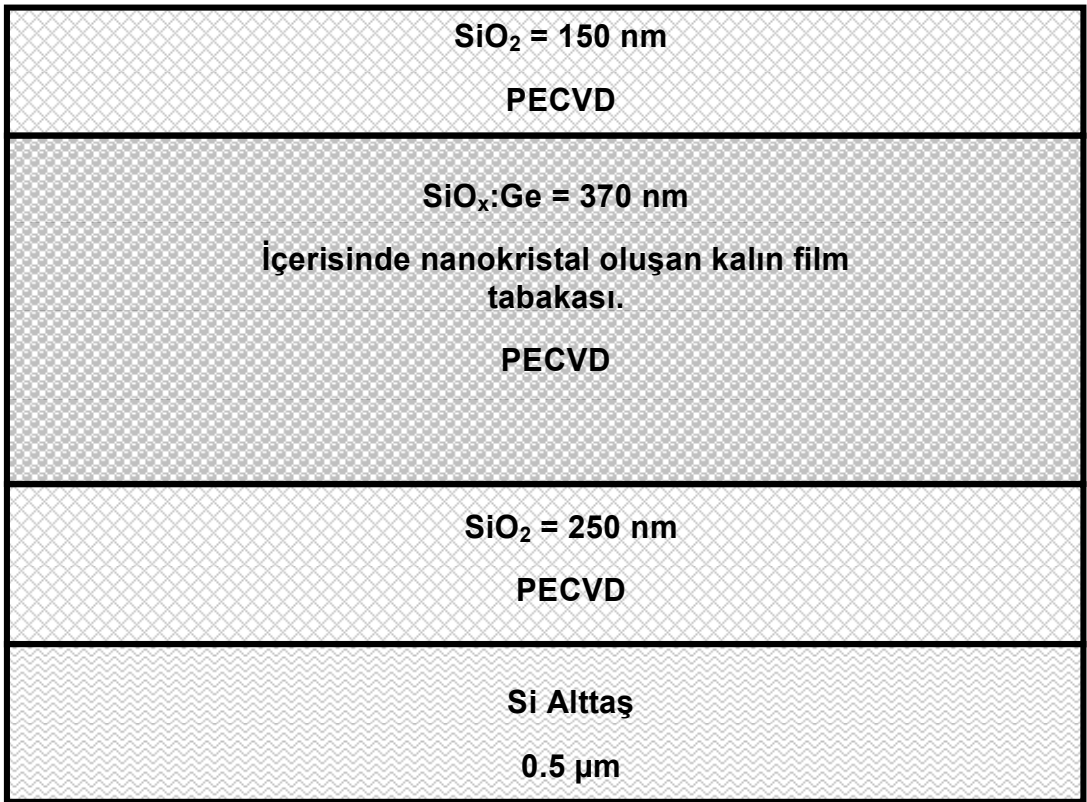 SiO₂ = 150 nm
PECVD
SiOₓ:Ge = 370 nm
İçerisinde nanokristal oluşan kalın film
tabakası.
PECVD
SiO₂ = 250 nm
PECVD
Si Alttaş
0.5 µm